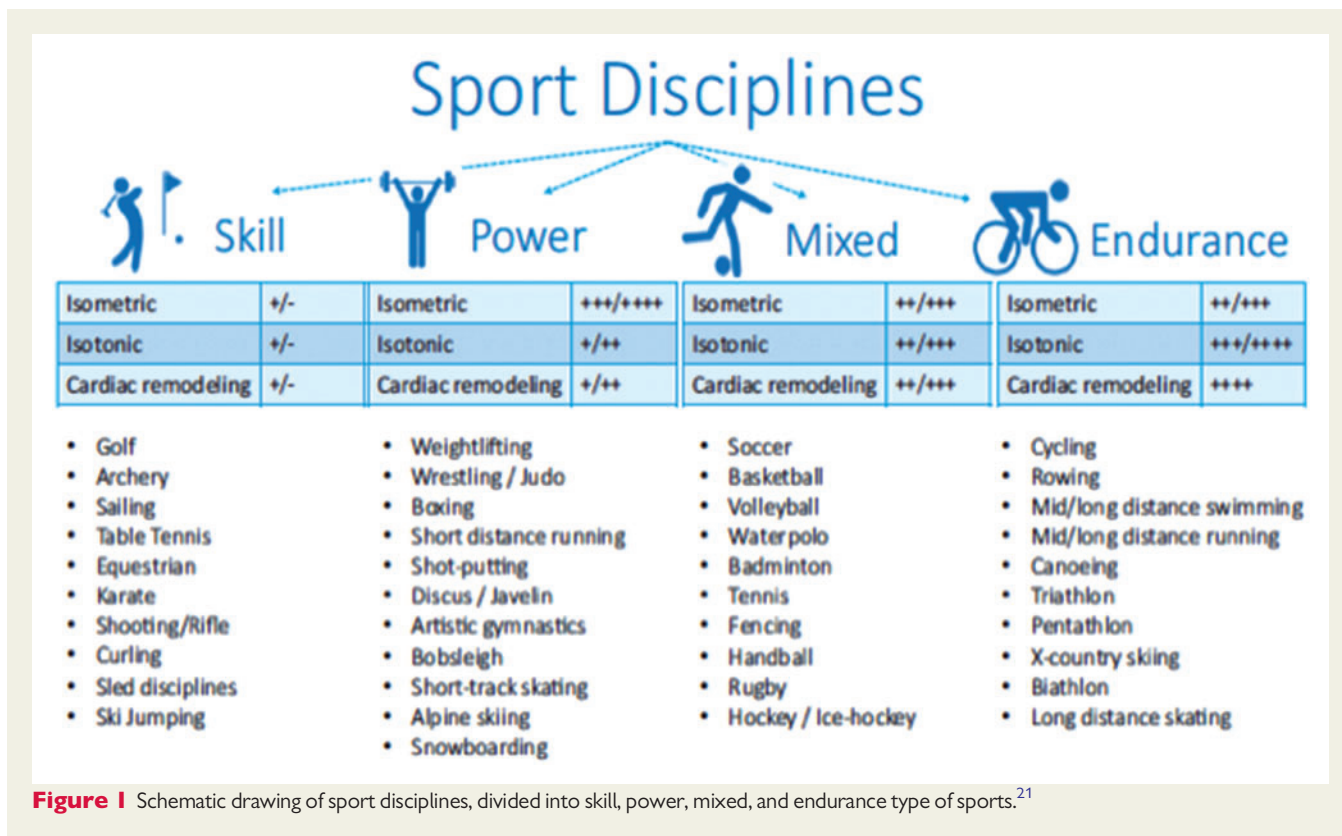 Sport Disciplines
Skill
Isometric +/-
Isotonic +/-
Cardiac remodeling +/-
• Golf
• Archery
• Sailing
• Table Tennis
• Equestrian
• Karate
• Shooting/Rifle
• Curling
• Sled disciplines
• Ski Jumping
Power
Isometric +++/++++
Isotonic +/++
Cardiac remodeling +/++
• Weightlifting
• Wrestling / Judo
• Boxing
• Short distance running
• Shot-putting
• Discus / Javelin
• Artistic gymnastics
• Bobsleigh
• Short-track skating
• Alpine skiing
• Snowboarding
Mixed
Isometric ++/+++
Isotonic ++/+++
Cardiac remodeling ++/+++
• Soccer
• Basketball
• Volleyball
• Waterpolo
• Badminton
• Tennis
• Fencing
• Handball
• Rugby
• Hockey / Ice-hockey
Endurance
Isometric ++/+++
Isotonic +++/++++
Cardiac remodeling ++++
• Cycling
• Rowing
• Mid/long distance swimming
• Mid/long distance running
• Canoeing
• Triathlon
• Pentathlon
• X-country skiing
• Biathlon
• Long distance skating
Figure 1 Schematic drawing of sport disciplines, divided into skill, power, mixed, and endurance type of sports.21